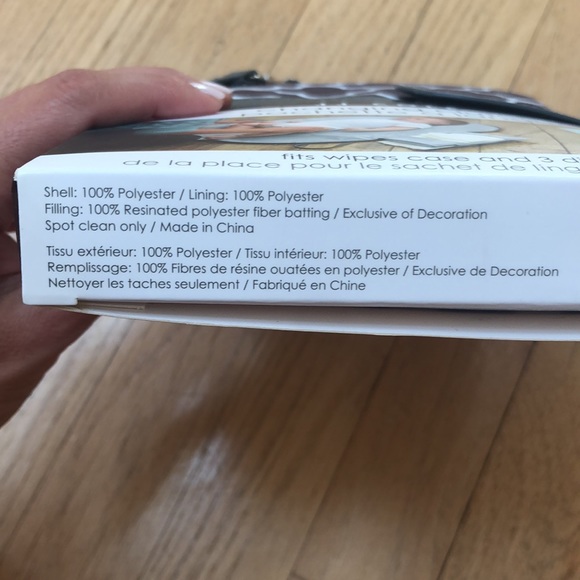 fits wipes case and 3 d
de la place pour le sachet de ling
Shell: 100% Polyester / Lining: 100% Polyester
Filling: 100% Resinated polyester fiber batting / Exclusive of Decoration
Spot clean only / Made in China
Tissu extérieur: 100% Polyester / Tissu intérieur: 100% Polyester
Remplissage: 100% Fibres de résine ouatées en polyester / Exclusive de Decoration
Nettoyer les taches seulement / Fabriqué en Chine